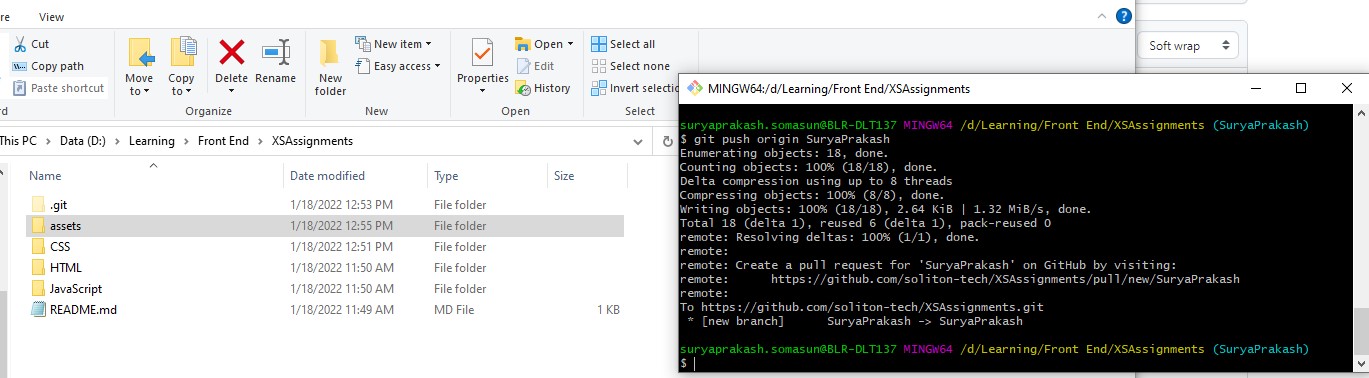 re View
Cut
Copy path
Paste shortcut
Move to
Copy to
Delete
Rename
Organize
New folder
New item
Easy access
New
Properties
Open
Edit
History
Open
Select all
Select none
Invert selectio
Select
Soft wrap
This PC > Data (D:) > Learning > Front End > XSAssignments
Name Date modified Type Size
.git 1/18/2022 12:53 PM File folder
assets 1/18/2022 12:55 PM File folder
CSS 1/18/2022 12:51 PM File folder
HTML 1/18/2022 11:50 AM File folder
JavaScript 1/18/2022 11:50 AM File folder
README.md 1/18/2022 11:49 AM MD File 1 KB
MINGW64:/d/Learning/Front End/XSAssignments
suryaprakash.somasun@BLR-DLT137 MINGW64 /d/Learning/Front End/XSAssignments (SuryaPrakash)
$ git push origin SuryaPrakash
Enumerating objects: 18, done.
Counting objects: 100% (18/18), done.
Delta compression using up to 8 threads
Compressing objects: 100% (8/8), done.
Writing objects: 100% (18/18), 2.64 KiB | 1.32 MiB/s, done.
Total 18 (delta 1), reused 6 (delta 1), pack-reused 0
remote: Resolving deltas: 100% (1/1), done.
remote:
remote: Create a pull request for 'SuryaPrakash' on GitHub by visiting:
remote:      https://github.com/soliton-tech/XSAssignments/pull/new/SuryaPrakash
remote:
To https://github.com/soliton-tech/XSAssignments.git
 * [new branch]      SuryaPrakash -> SuryaPrakash
suryaprakash.somasun@BLR-DLT137 MINGW64 /d/Learning/Front End/XSAssignments (SuryaPrakash)
$